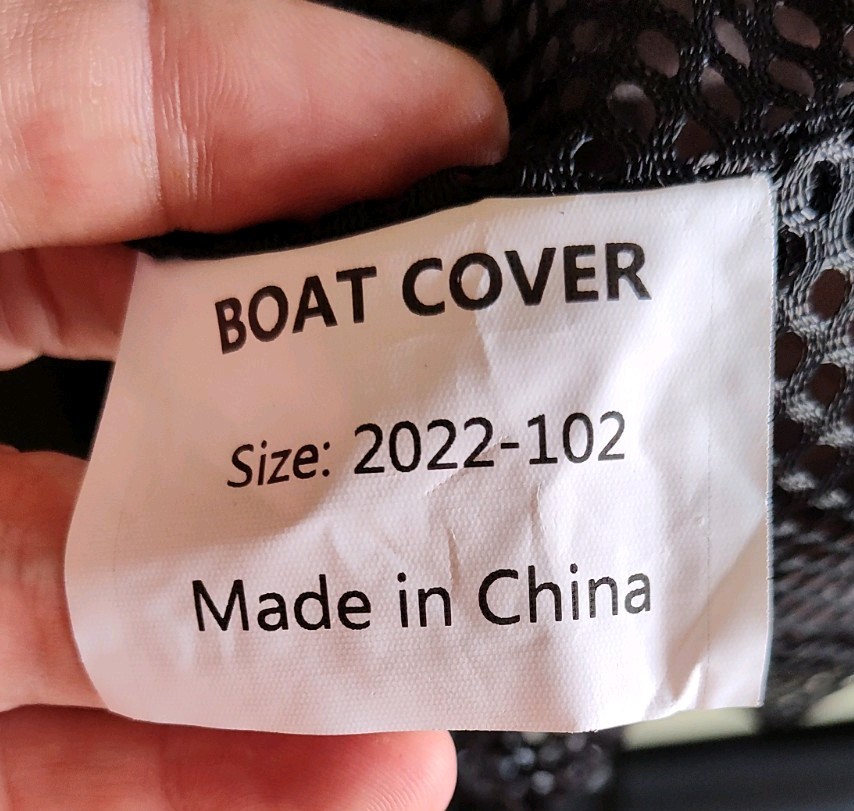 BOAT COVER
Size: 2022-102
Made in China